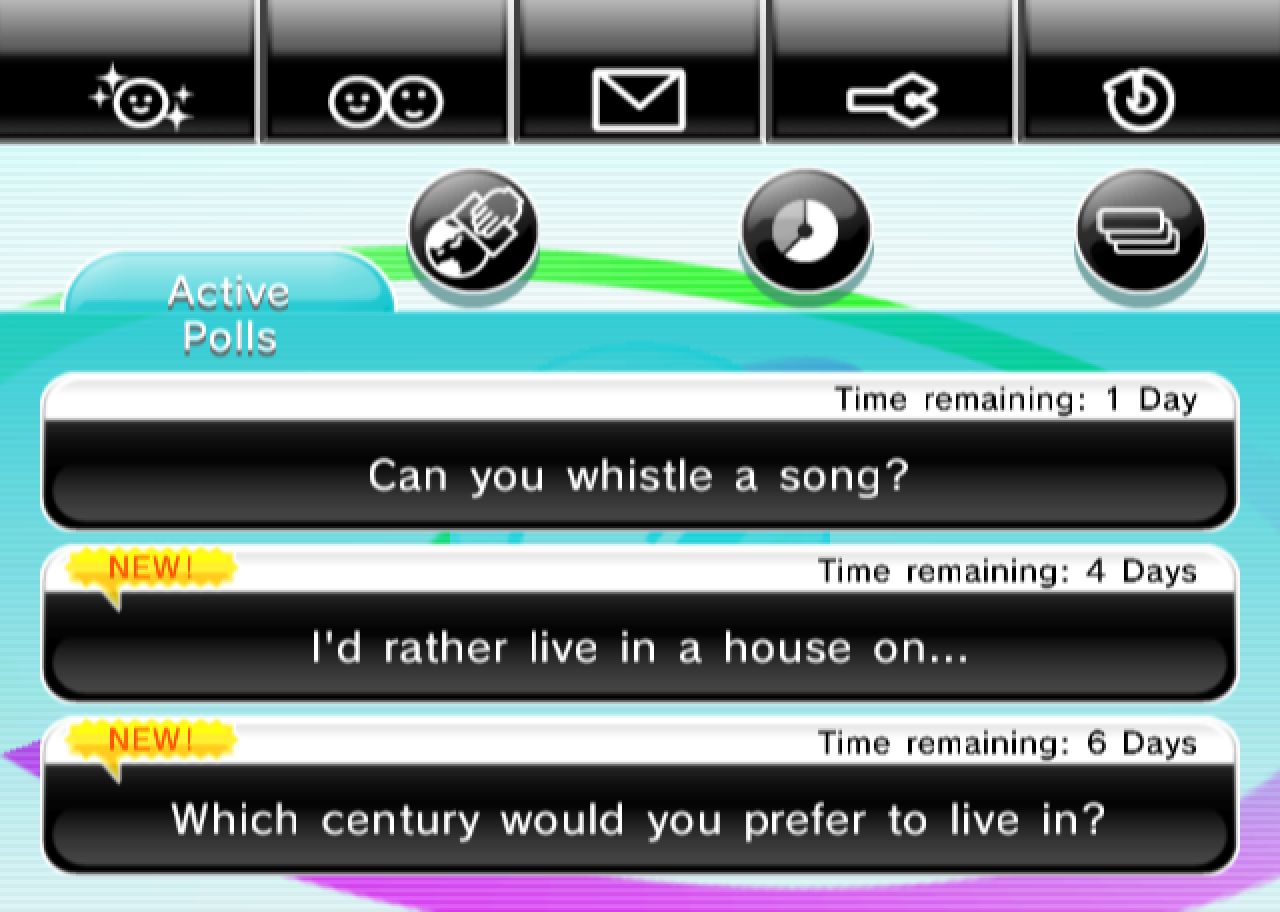 Active
Polls
Time remaining: 1 Day
Can you whistle a song?
NEW!
Time remaining: 4 Days
I'd rather live in a house on...
NEW!
Time remaining: 6 Days
Which century would you prefer to live in?